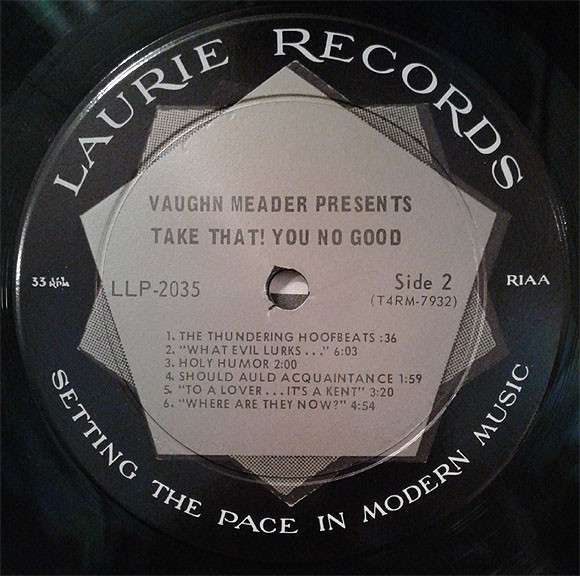 LAURIE RECORDS
VAUGHN MEADER PRESENTS
TAKE THAT! YOU NO GOOD
33 ⅓
LLP-2035
Side 2
(T4RM-7932)
RIAA
1. THE THUNDERING HOOFBEATS :36
2. "WHAT EVIL LURKS..." 6:03
3. HOLY HUMOR 2:00
4. SHOULD AULD ACQUAINTANCE 1:59
5. "TO A LOVER...IT'S A KENT" 3:20
6. "WHERE ARE THEY NOW?" 4:54
SETTING THE PACE IN MODERN MUSIC